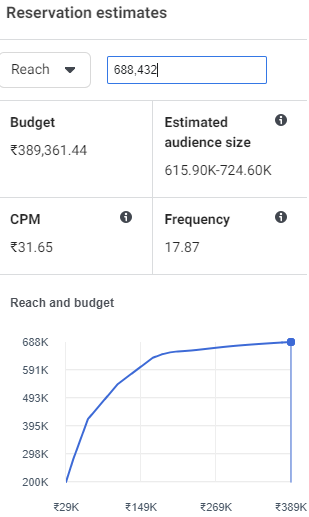 Reservation estimates
Reach
688,432
Budget
₹389,361.44
Estimated
audience size
615.90K-724.60K
CPM
₹31.65
Frequency
17.87
Reach and budget
688K
591K
493K
395K
298K
200K
₹29K ₹149K ₹269K ₹389K